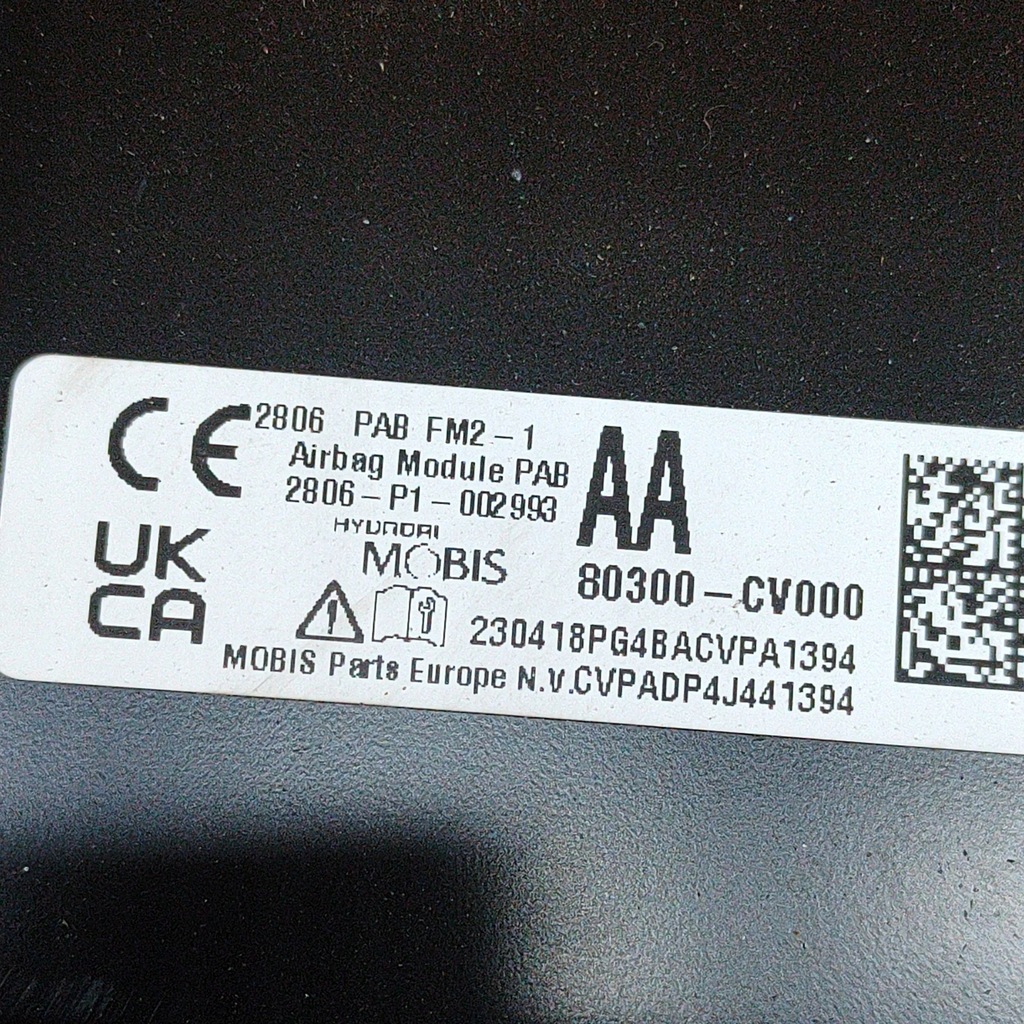 CE 2806 PAB FM2-1
Airbag Module PAB
2806-P1-002993
HYUNDAI
MOBIS
UK
CA
AA
80300-CV000
230418PG4BACVPA1394
MOBIS Parts Europe N.V.CVPADP4J441394